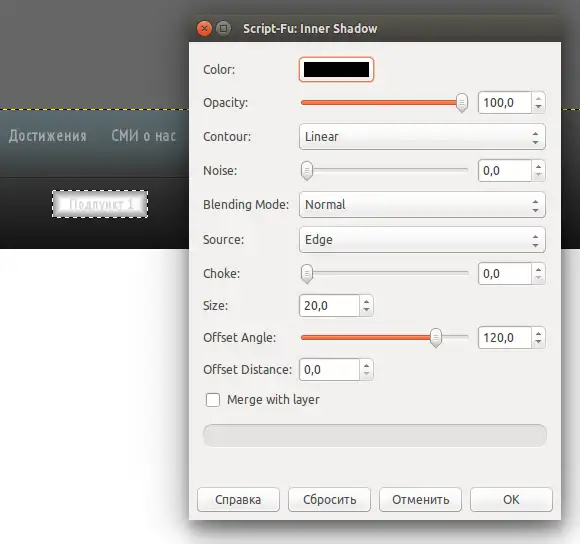 Script-Fu: Inner Shadow
Color:
Opacity: 100,0
Достижения СМИ о нас
Contour: Linear
Noise: 0,0
Подпункт 1
Blending Mode: Normal
Source: Edge
Choke: 0,0
Size: 20,0
Offset Angle: 120,0
Offset Distance: 0,0
Merge with layer
Справка Сбросить Отменить OK